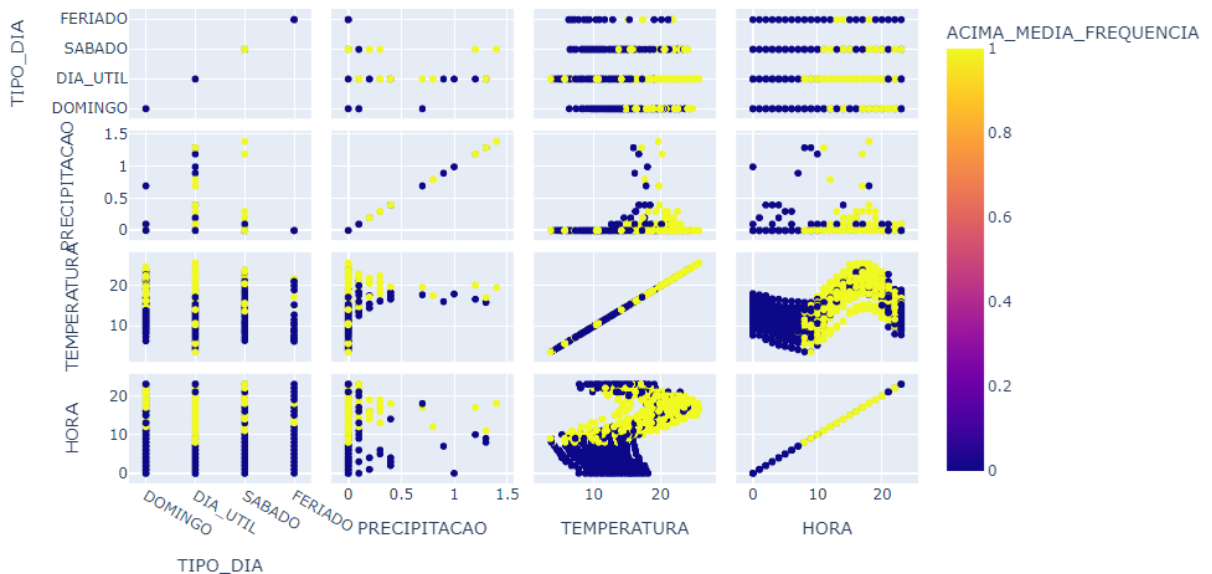 ACIMA_MEDIA_FREQUENCIA
TIPO_DIA
FERIADO
SABADO
DIA_UTIL
DOMINGO
PRECIPITACAO
1.5
1
0.5
0
TEMPERATURA
20
10
HORA
20
10
0
DOMINGO
DIA_UTIL
SABADO
FERIADO
TIPO_DIA
0 0.5 1 1.5
PRECIPITACAO
10 20
TEMPERATURA
0 10 20
HORA
1
0.8
0.6
0.4
0.2
0